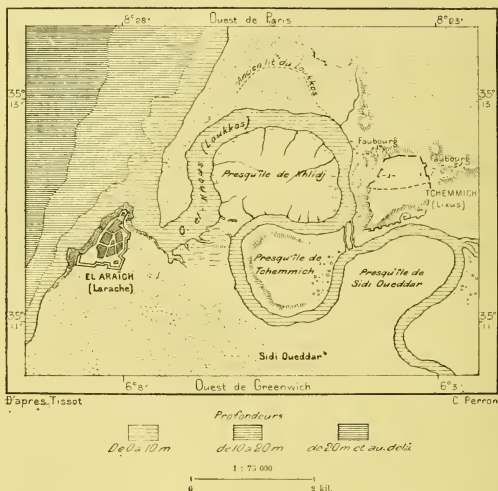 8°28'
Ouest de Paris
8°23'
Ancien lit du Loukkos
35°
13'
35°
13'
(Loukkos)
Faubourg
Faubourg
Presqu'île de Khlidj
TCHEMMICH
(Lixus)
EL ARAÏCH
(Larache)
Presqu'île de
Tchemmich
Presqu'île de
Sidi Oueddar
35°
11'
35°
11'
Sidi Oueddar
6°8'
Ouest de Greenwich
6°3'
D'après Tissot
C. Perron
Profondeurs
De 0 à 10 m
de 10 à 20 m
de 20 m et au delà
1 : 75 000
0
2 kil.